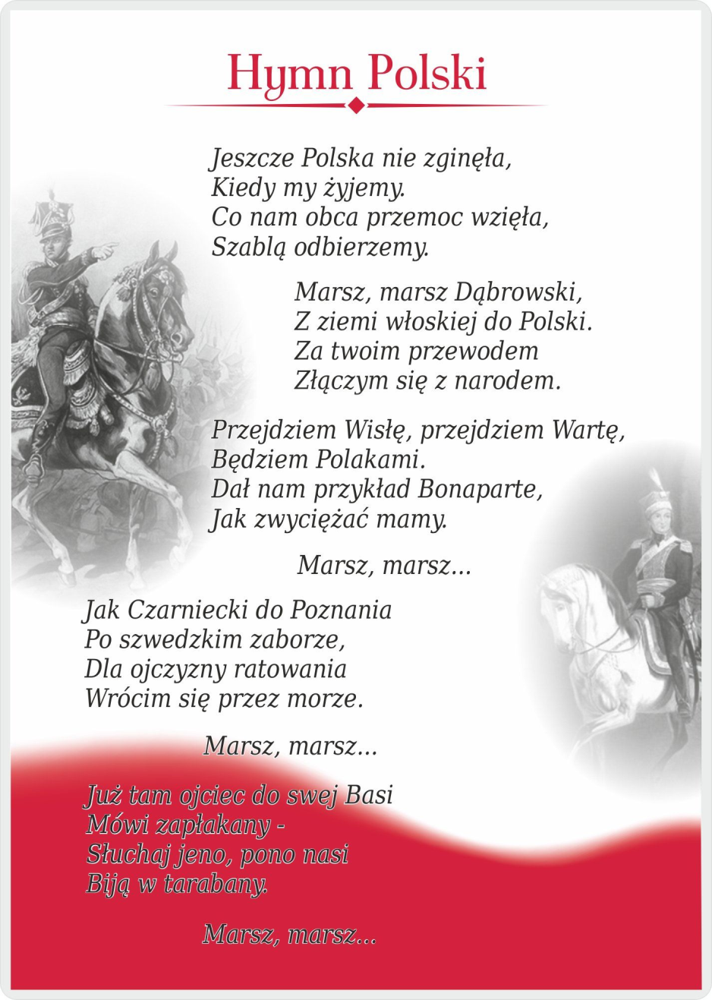 Hymn Polski
Jeszcze Polska nie zginęła,
Kiedy my żyjemy.
Co nam obca przemoc wzięła,
Szablą odbierzemy.
Marsz, marsz Dąbrowski,
Z ziemi włoskiej do Polski.
Za twoim przewodem
Złączym się z narodem.
Przejdziem Wisłę, przejdziem Wartę,
Będziem Polakami.
Dał nam przykład Bonaparte,
Jak zwyciężać mamy.
Marsz, marsz...
Jak Czarniecki do Poznania
Po szwedzkim zaborze,
Dla ojczyzny ratowania
Wrócim się przez morze.
Marsz, marsz...
Już tam ojciec do swej Basi
Mówi zapłakany -
Słuchaj jeno, pono nasi
Biją w tarabany.
Marsz, marsz...